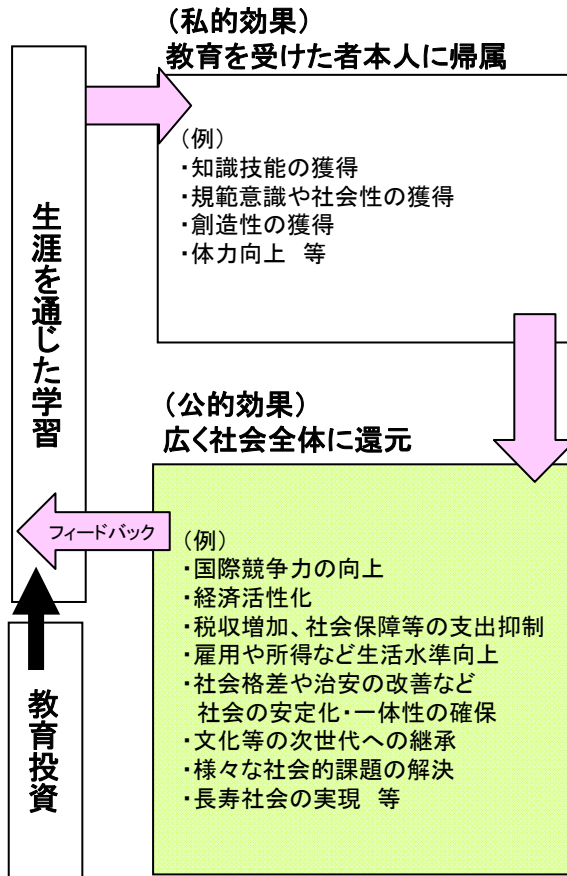 (私的効果)
教育を受けた者本人に帰属
(例)
・知識技能の獲得
・規範意識や社会性の獲得
・創造性の獲得
・体力向上 等
生涯を通じた学習
(公的効果)
広く社会全体に還元
フィードバック
(例)
・国際競争力の向上
・経済活性化
・税収増加、社会保障等の支出抑制
・雇用や所得など生活水準向上
・社会格差や治安の改善など
社会の安定化・一体性の確保
・文化等の次世代への継承
・様々な社会的課題の解決
・長寿社会の実現 等
教育投資